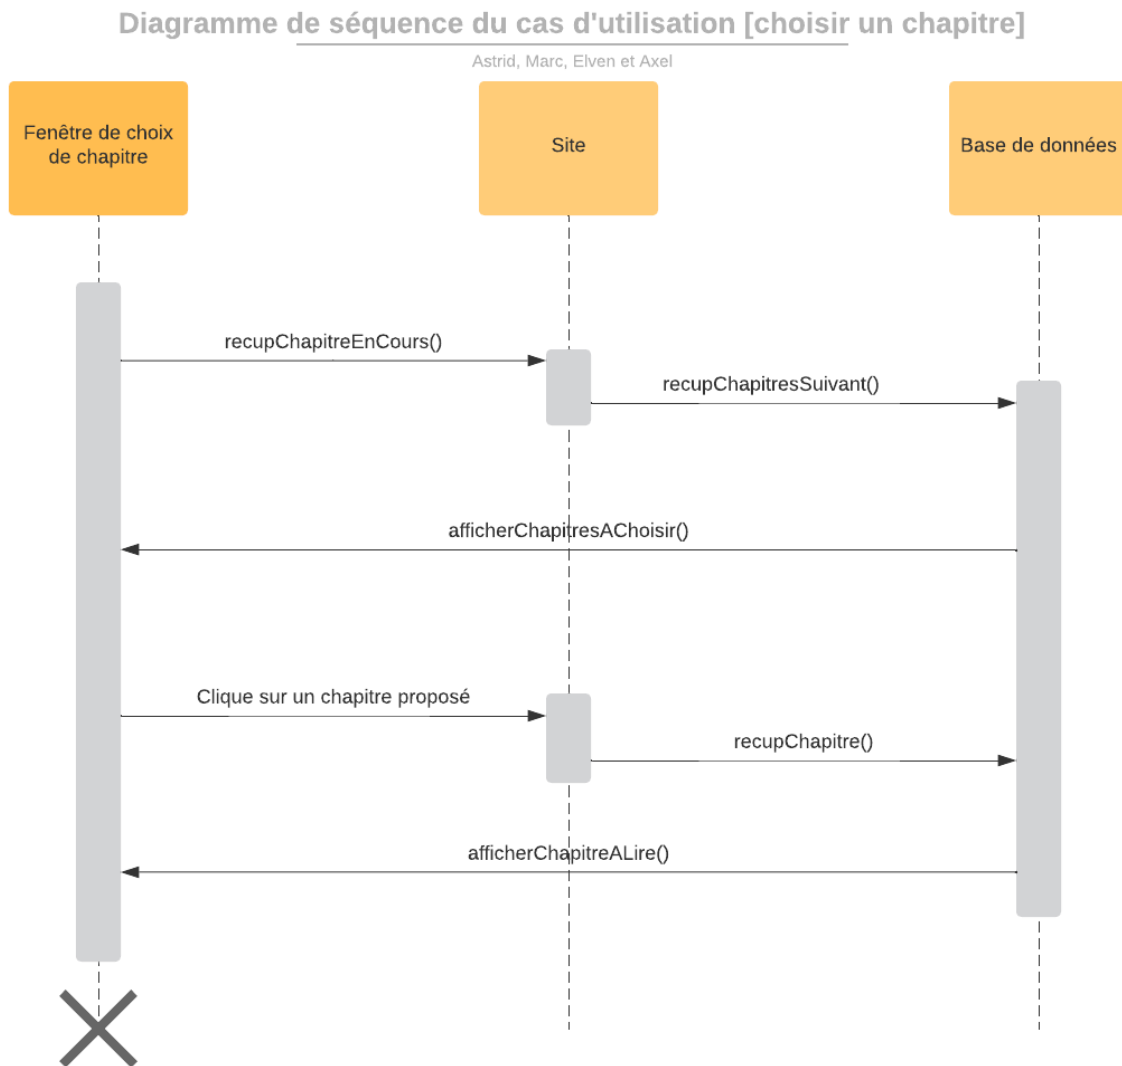 Diagramme de séquence du cas d'utilisation [choisir un chapitre]
Astrid, Marc, Elven et Axel
Fenêtre de choix
de chapitre
Site
Base de données
recupChapitreEnCours()
recupChapitresSuivant()
afficherChapitresAChoisir()
Clique sur un chapitre proposé
recupChapitre()
afficherChapitreALire()